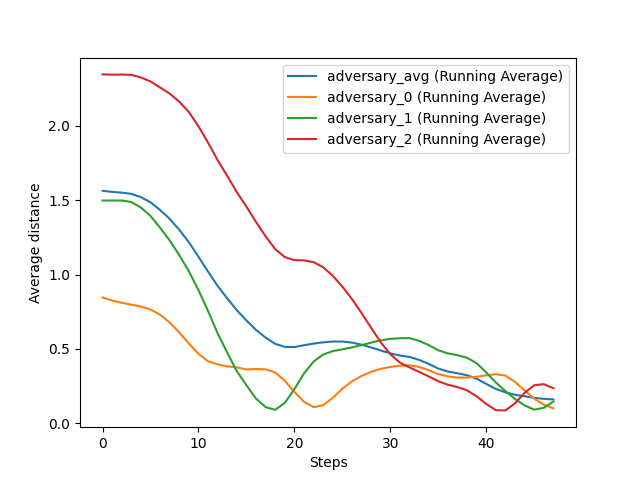 adversary_avg (Running Average)
adversary_0 (Running Average)
adversary_1 (Running Average)
adversary_2 (Running Average)
2.0
1.5
1.0
0.5
0.0
Average distance
0 10 20 30 40
Steps